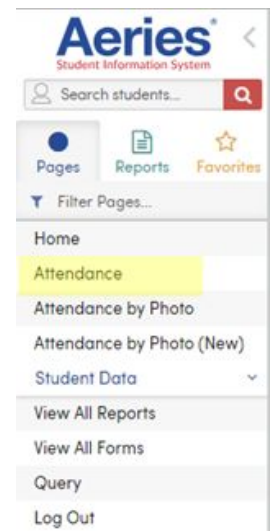 Aeries
Student Information System
Search students...
Pages Reports Favorites
Filter Pages...
Home
Attendance
Attendance by Photo
Attendance by Photo (New)
Student Data
View All Reports
View All Forms
Query
Log Out